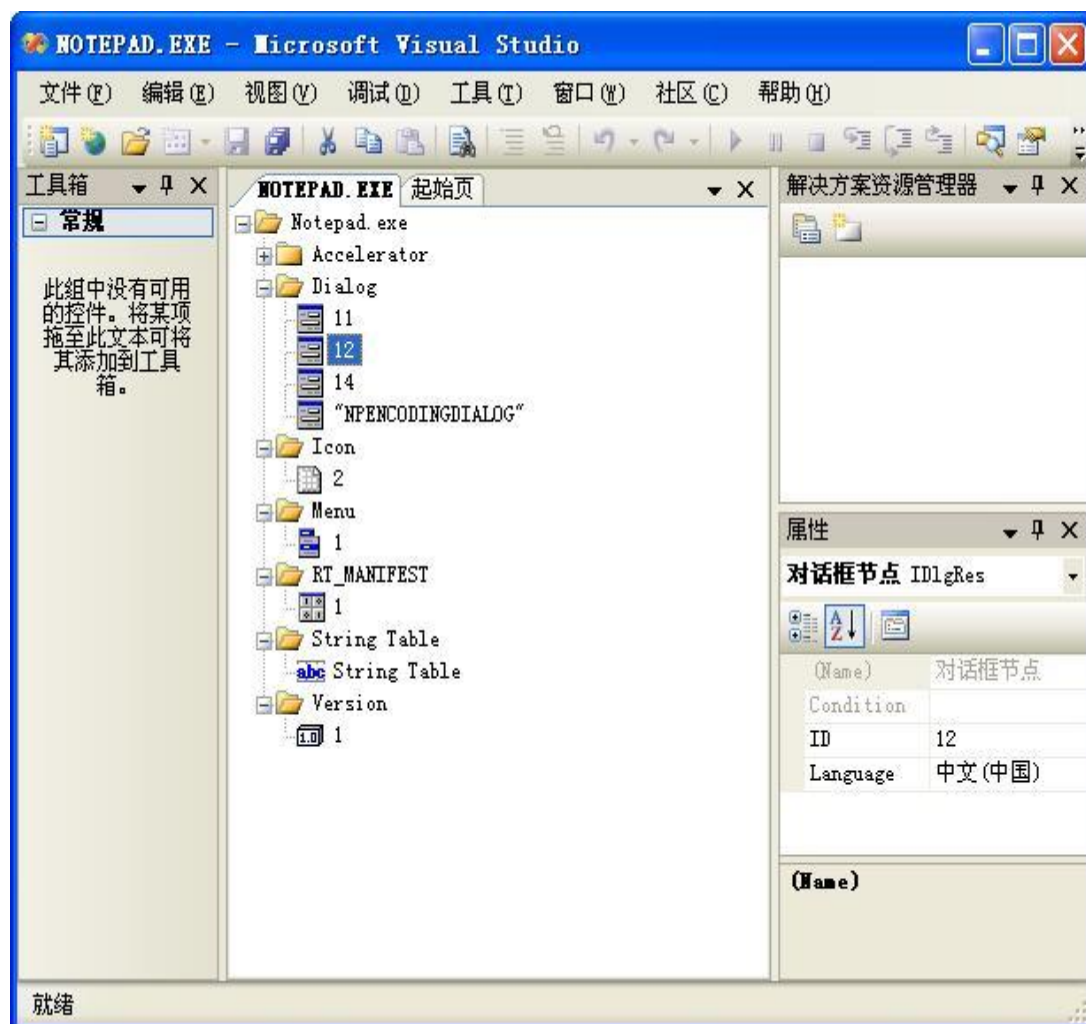 NOTEPAD.EXE - Microsoft Visual Studio
文件(F) 编辑(E) 视图(V) 调试(D) 工具(T) 窗口(W) 社区(C) 帮助(H)
工具箱
常规
此组中没有可用
的控件。将某项
拖至此文本可将
其添加到工具
箱。
NOTEPAD.EXE 起始页
Notepad.exe
Accelerator
Dialog
11
12
14
"NPENCODINGDIALOG"
Icon
2
Menu
1
RT_MANIFEST
1
String Table
abc String Table
Version
1.0 1
解决方案资源管理器
属性
对话框节点 IDlgRes
(Name) 对话框节点
Condition
ID 12
Language 中文(中国)
(Name)
就绪